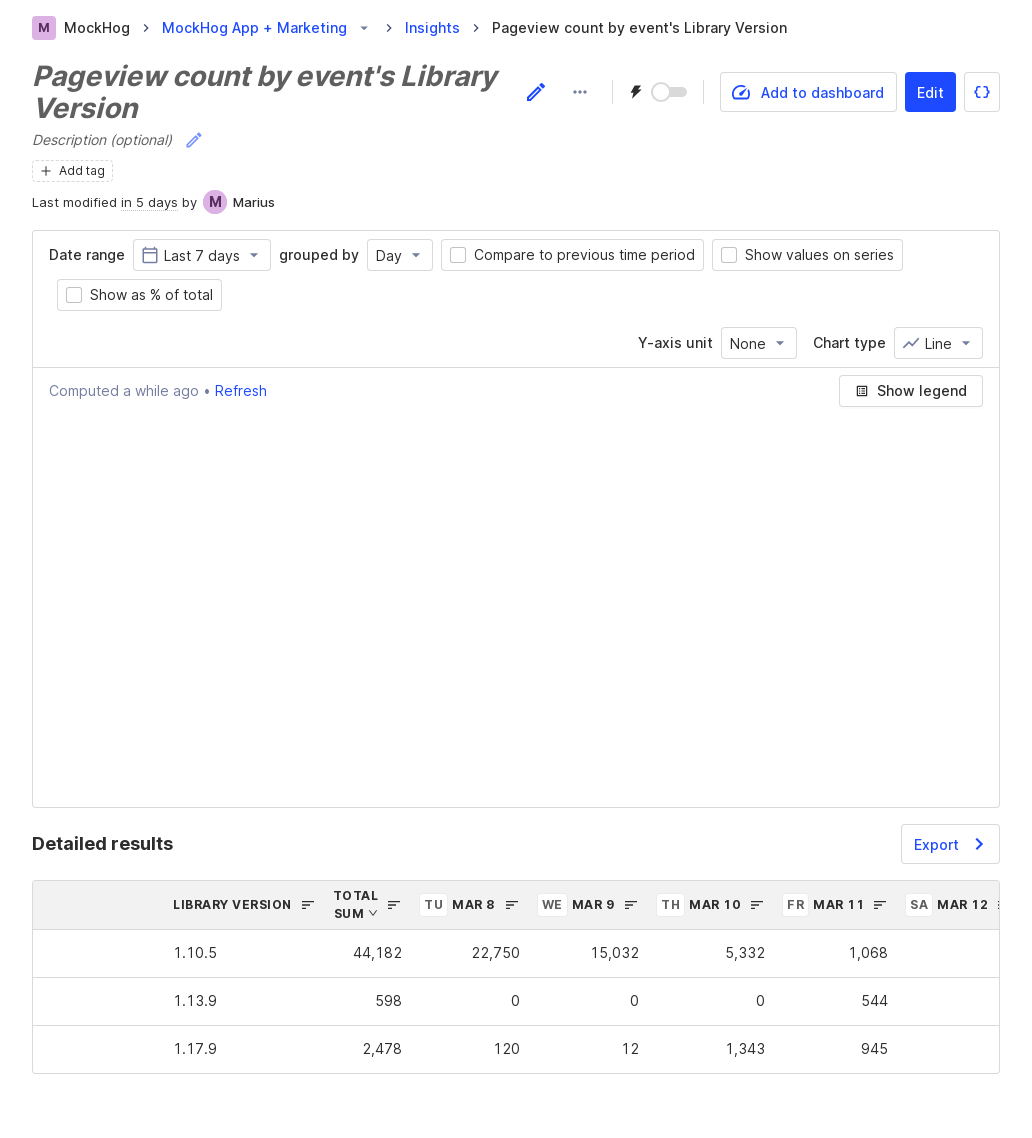 M MockHog MockHog App + Marketing Insights Pageview count by event's Library Version
Pageview count by event's Library
Version
Add to dashboard Edit
Description (optional)
Add tag
Last modified in 5 days by M Marius
Date range Last 7 days grouped by Day Compare to previous time period Show values on series
Show as % of total
Y-axis unit None Chart type Line
Computed a while ago • Refresh Show legend
Detailed results Export
LIBRARY VERSION TOTAL SUM TU MAR 8 WE MAR 9 TH MAR 10 FR MAR 11 SA MAR 12
1.10.5 44,182 22,750 15,032 5,332 1,068
1.13.9 598 0 0 0 544
1.17.9 2,478 120 12 1,343 945